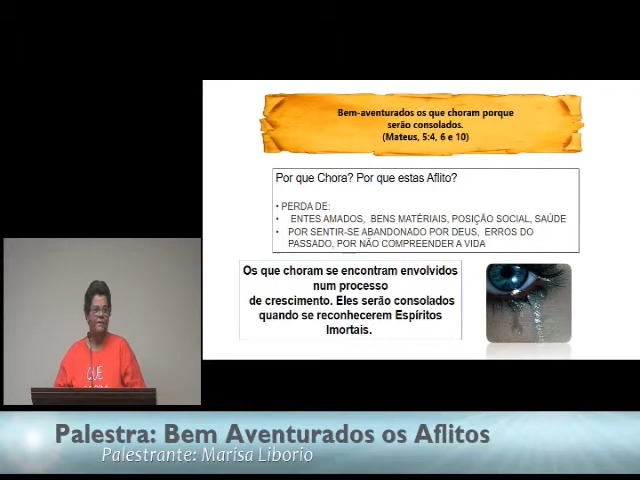 Bem-aventurados os que choram porque
serão consolados.
(Mateus, 5:4, 6 e 10)
Por que Chora? Por que estas Aflito?
• PERDA DE:
• ENTES AMADOS, BENS MATÉRIAIS, POSIÇÃO SOCIAL, SAÚDE
• POR SENTIR-SE ABANDONADO POR DEUS, ERROS DO
PASSADO, POR NÃO COMPREENDER A VIDA
Os que choram se encontram envolvidos
num processo
de crescimento. Eles serão consolados
quando se reconhecerem Espíritos
Imortais.
QUE
Palestra: Bem Aventurados os Aflitos
Palestrante: Marisa Liborio